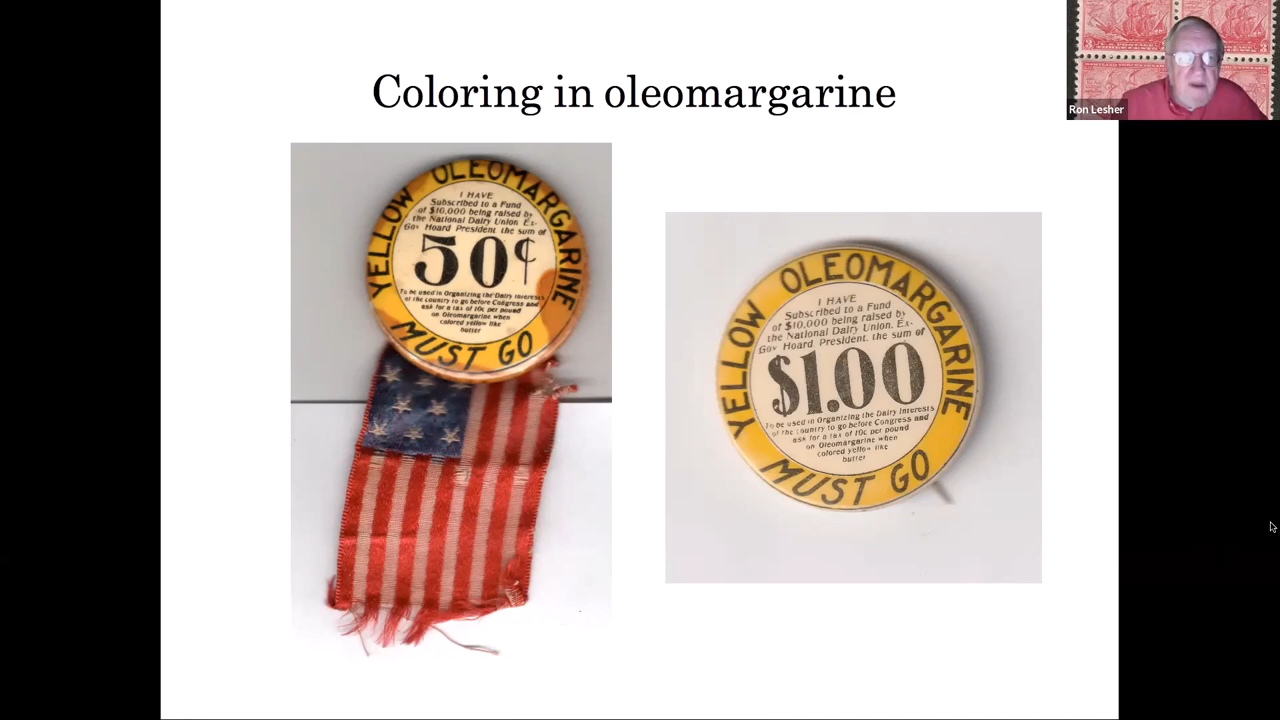 Coloring in oleomargarine
Ron Lesher
YELLOW OLEOMARGARINE
I HAVE
Subscribed to a Fund
of $10,000 being raised by
the National Dairy Union Ex-
Gov Hoard President the sum of
50¢
To be used in Organizing the Dairy Interests
of the country to go before Congress and
ask for a tax of 10c per pound
on Oleomargarine when
colored yellow like
butter
MUST GO
YELLOW OLEOMARGARINE
I HAVE
Subscribed to a Fund
of $10,000 being raised by
the National Dairy Union. Ex-
Gov Hoard President. the sum of
$1.00
To be used in Organizing the Dairy Interests
of the country to go before Congress and
ask for a tax of 10c per pound
on Oleomargarine when
colored yellow like
butter
MUST GO